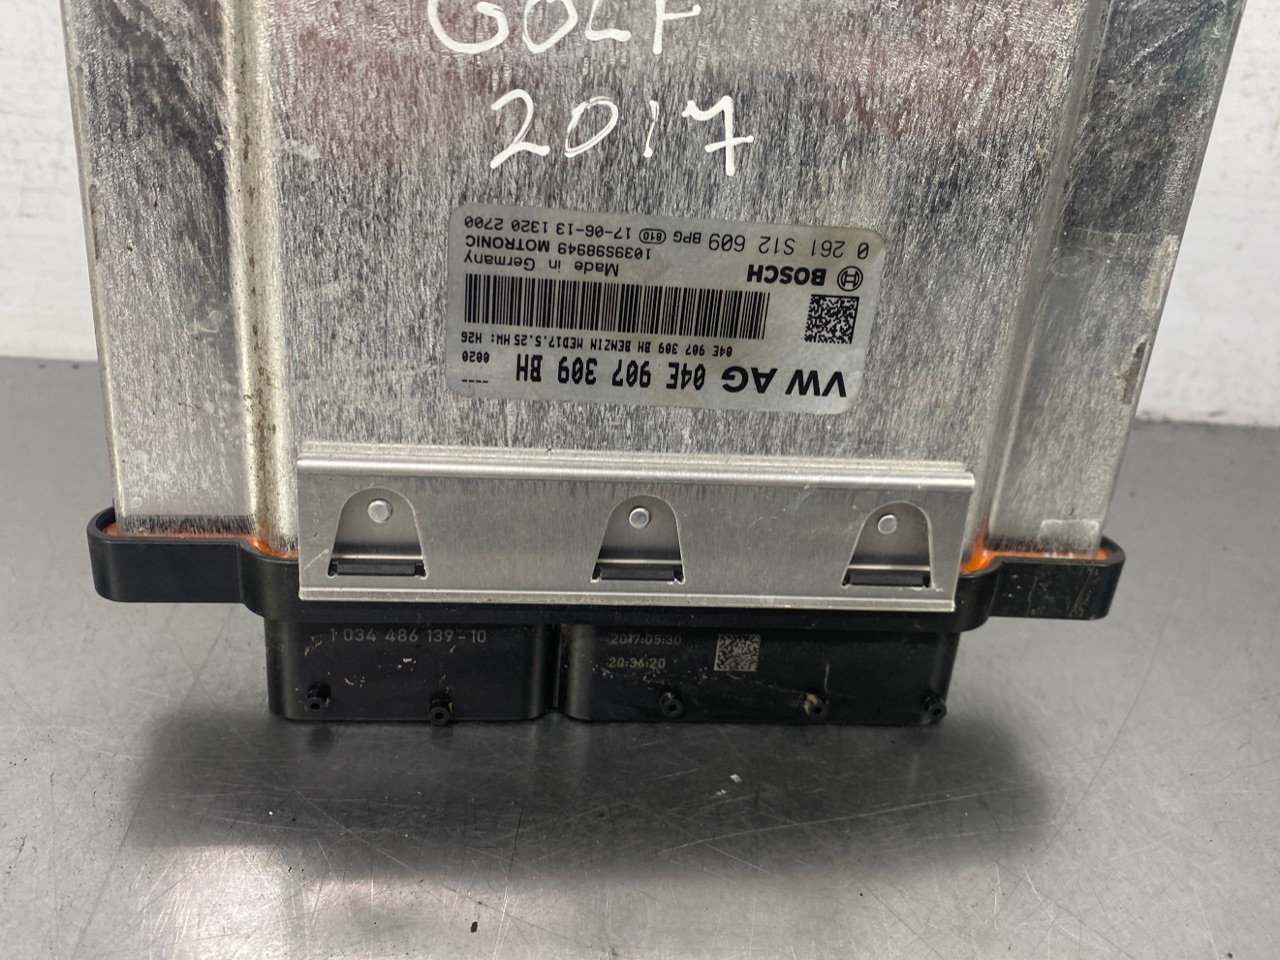 GOLF
2017
VW AG 04E 907 309 BH
04E 907 309 BH BENZIN MED17.5.25 HW: H26 0020 ---
BOSCH Made in Germany
1039S98949 MOTRONIC
0 261 S12 609 BPG 810 17-06-13 1320 2700
1 034 486 139-10
2017:05:30
20:36:20